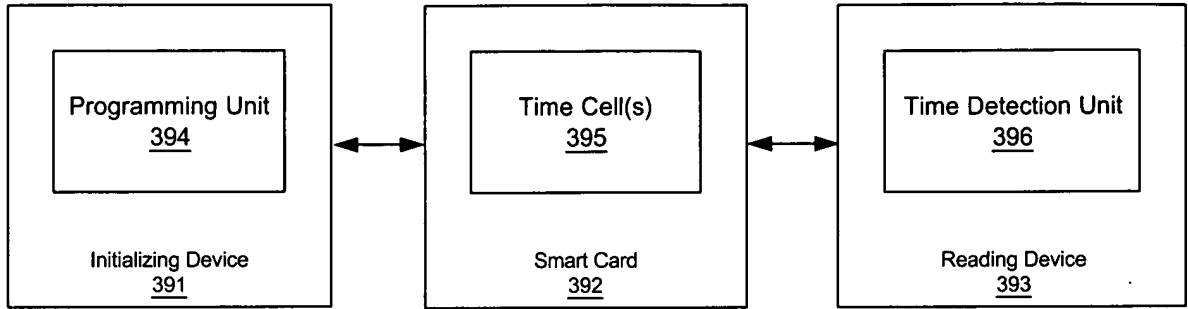 Programming Unit
394
Initializing Device
391
Time Cell(s)
395
Smart Card
392
Time Detection Unit
396
Reading Device
393